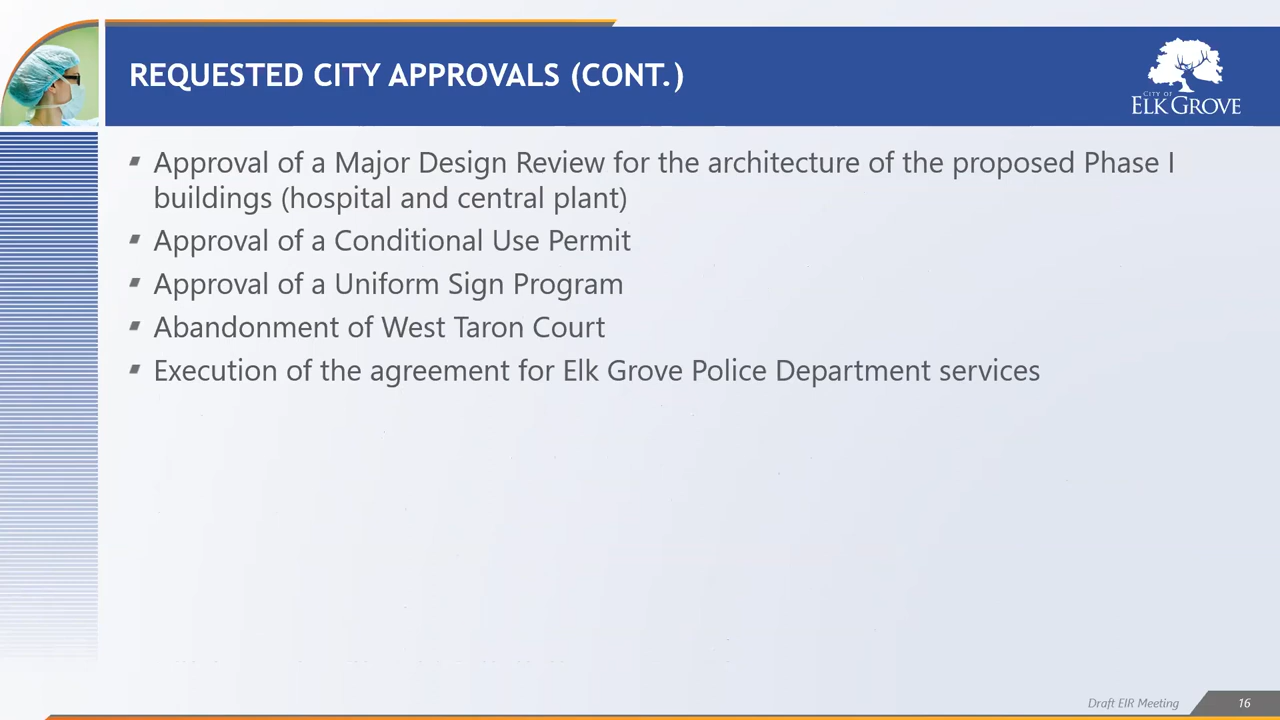 REQUESTED CITY APPROVALS (CONT.)
CITY OF
ELK GROVE
Approval of a Major Design Review for the architecture of the proposed Phase I
buildings (hospital and central plant)
Approval of a Conditional Use Permit
Approval of a Uniform Sign Program
Abandonment of West Taron Court
Execution of the agreement for Elk Grove Police Department services
Draft EIR Meeting
16